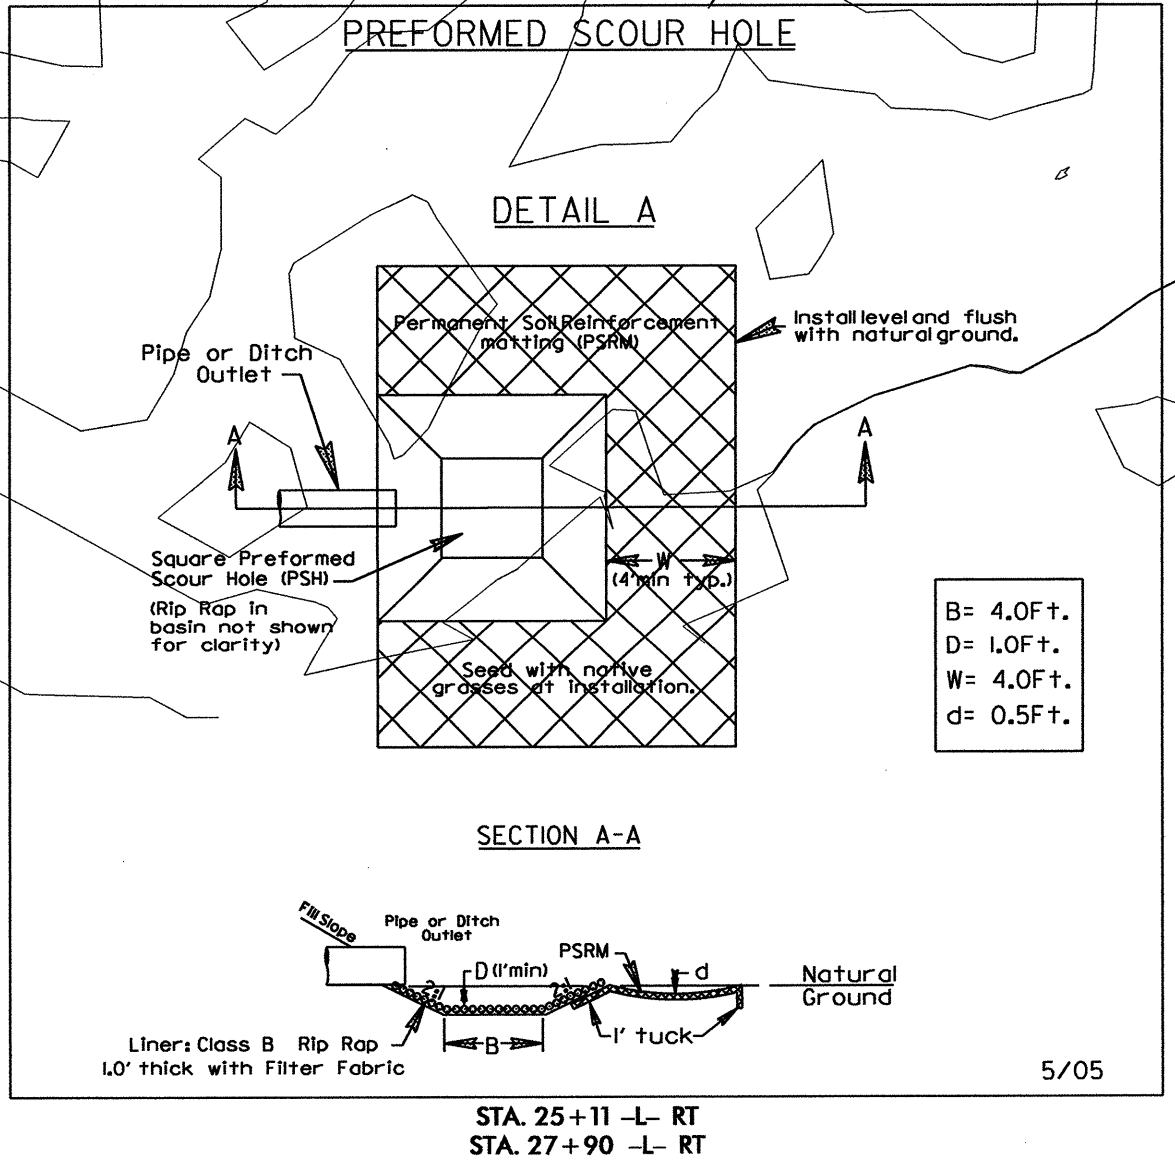 PREFORMED SCOUR HOLE
DETAIL A
Permanent Soil Reinforcement
matting (PSRM)
Install level and flush
with natural ground.
Pipe or Ditch
Outlet
A
A
Square Preformed
Scour Hole (PSH)
(Rip Rap in
basin not shown
for clarity)
W
(4'min typ.)
Seed with native
grasses at installation.
B= 4.0Ft.
D= 1.0Ft.
W= 4.0Ft.
d= 0.5Ft.
SECTION A-A
Fill Slope
Pipe or Ditch
Outlet
2:1
D (1'min)
2:1
PSRM
d
Natural
Ground
1' tuck
B
Liner: Class B Rip Rap
1.0' thick with Filter Fabric
5/05
STA. 25+11 -L- RT
STA. 27+90 -L- RT